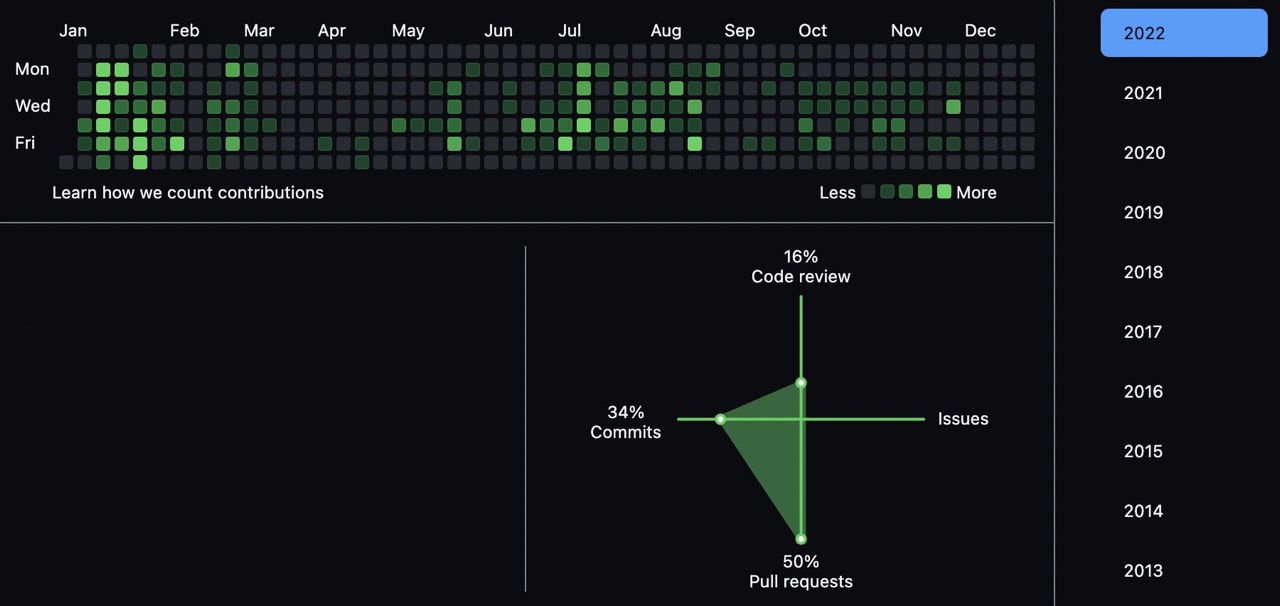 Jan Feb Mar Apr May Jun Jul Aug Sep Oct Nov Dec
Mon
Wed
Fri
Learn how we count contributions
Less More
16%
Code review
34%
Commits
Issues
50%
Pull requests
2022
2021
2020
2019
2018
2017
2016
2015
2014
2013